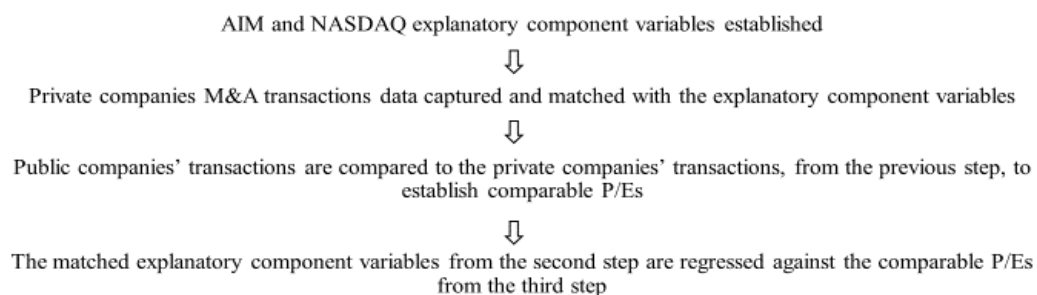 AIM and NASDAQ explanatory component variables established
Private companies M&A transactions data captured and matched with the explanatory component variables
Public companies’ transactions are compared to the private companies’ transactions, from the previous step, to
establish comparable P/Es
The matched explanatory component variables from the second step are regressed against the comparable P/Es
from the third step